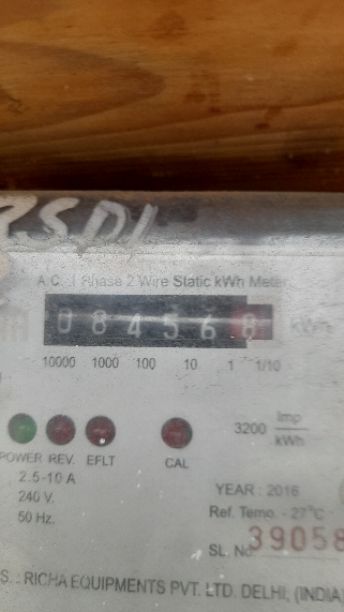 RSDL
A.C. 1 Phase 2 Wire Static kWh Meter
084568
10000 1000 100 10 1 1/10
3200 Imp/kWh
POWER REV. EFLT CAL
2.5-10 A
240 V.
50 Hz.
YEAR : 2016
Ref. Temp. - 27°C
SL. No 39058
S. : RICHA EQUIPMENTS PVT. LTD. DELHI, (INDIA)